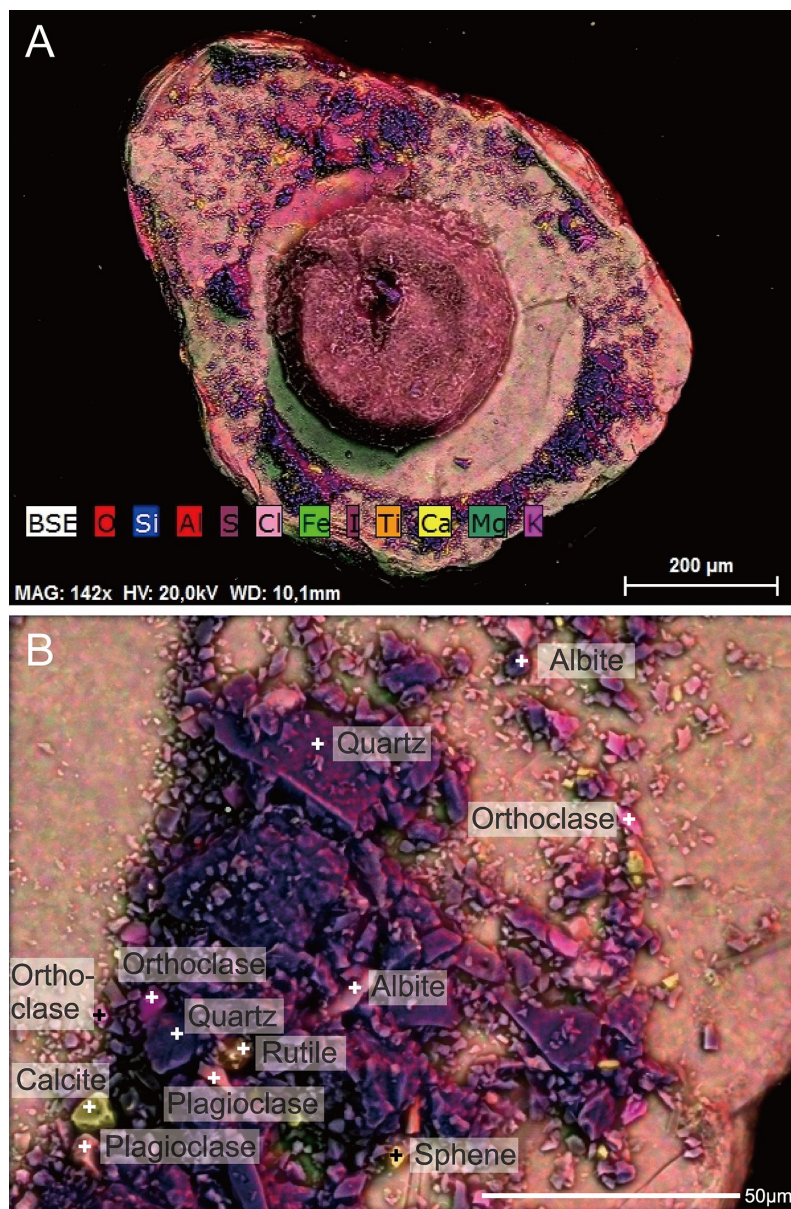 A
BSE O Si Al S Cl Fe I Ti Ca Mg K
MAG: 142x HV: 20,0kV WD: 10,1mm
200 µm
B
Albite
Quartz
Orthoclase
Ortho-
clase
Orthoclase
Albite
Quartz
Rutile
Calcite
Plagioclase
Plagioclase
Sphene
50µm